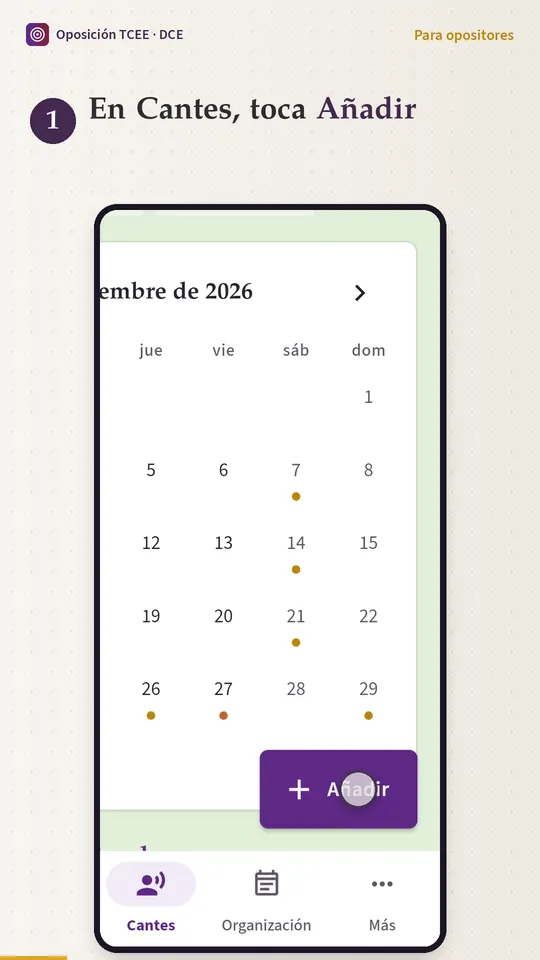 Oposición TCEE · DCE
Para opositores
1 En Cantes, toca Añadir
embre de 2026
jue vie sáb dom
1
5 6 7 8
12 13 14 15
19 20 21 22
26 27 28 29
+ Añadir
Cantes Organización Más